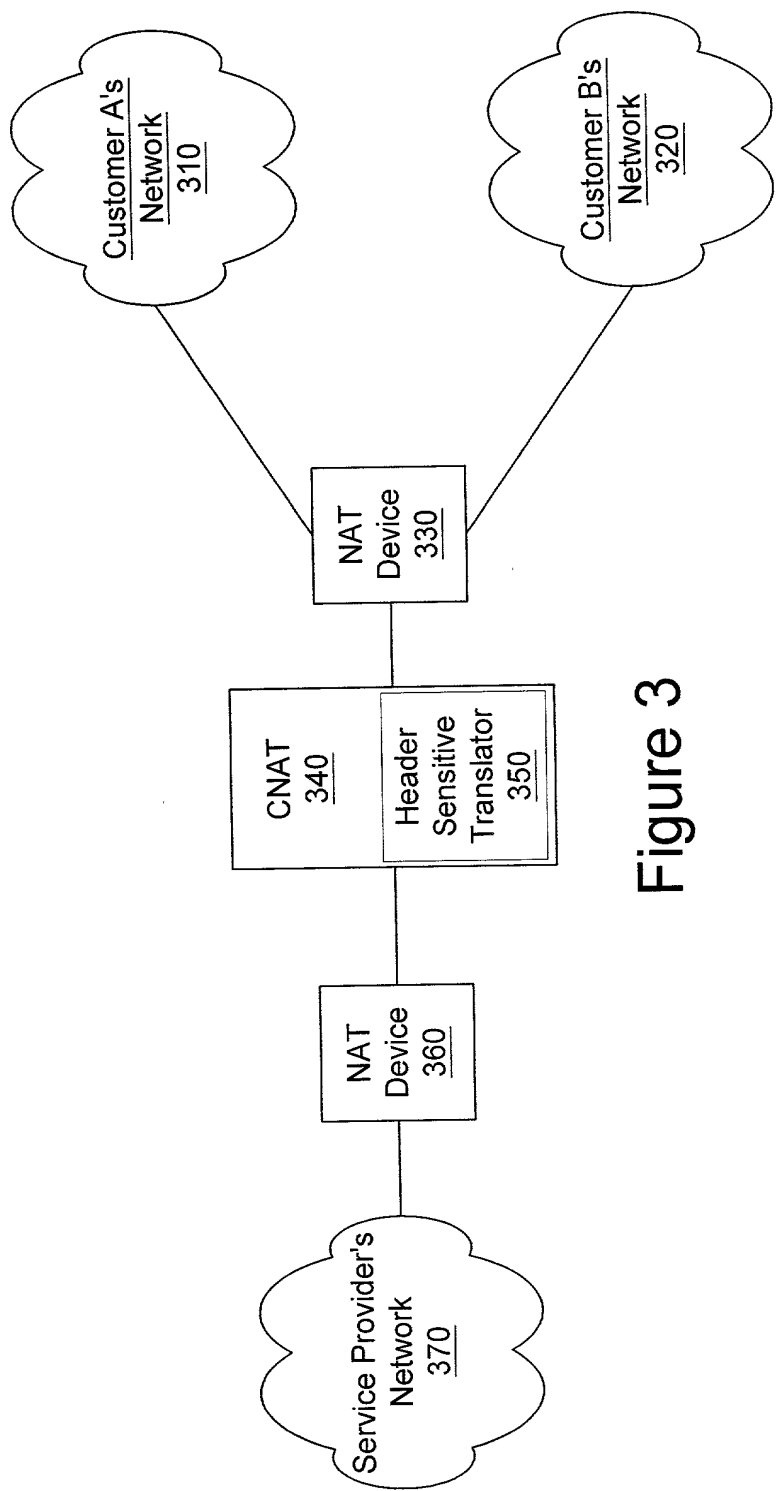 Customer A's
Network
310
Customer B's
Network
320
NAT
Device
330
CNAT
340
Header
Sensitive
Translator
350
NAT
Device
360
Service Provider's
Network
370
Figure 3